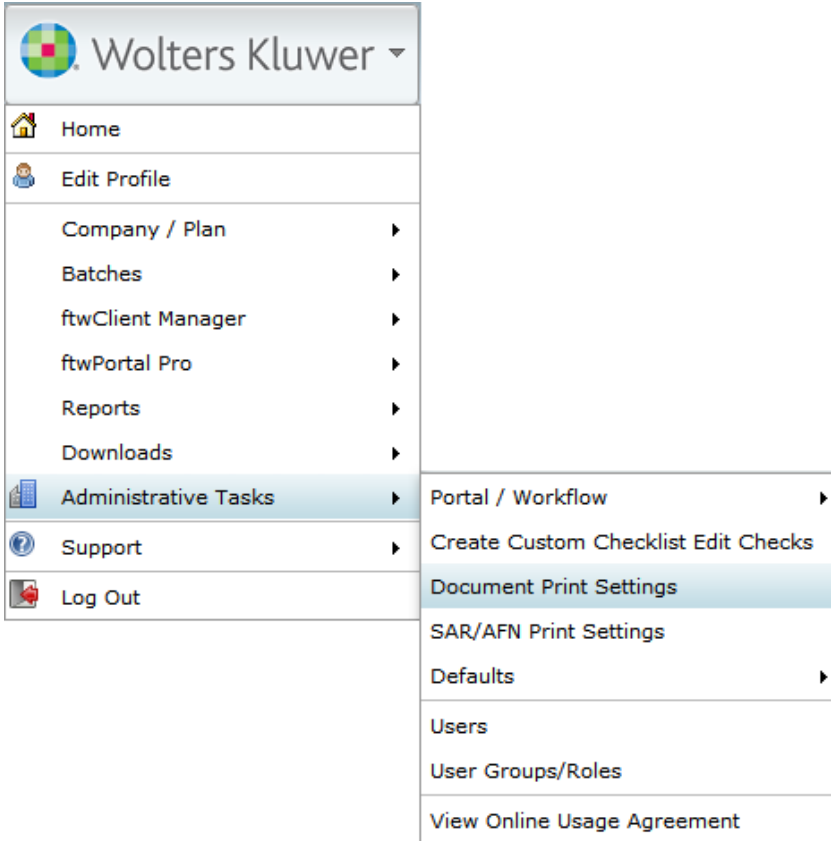 Wolters Kluwer
Home
Edit Profile
Company / Plan
Batches
ftwClient Manager
ftwPortal Pro
Reports
Downloads
Administrative Tasks
Support
Log Out
Portal / Workflow
Create Custom Checklist Edit Checks
Document Print Settings
SAR/AFN Print Settings
Defaults
Users
User Groups/Roles
View Online Usage Agreement